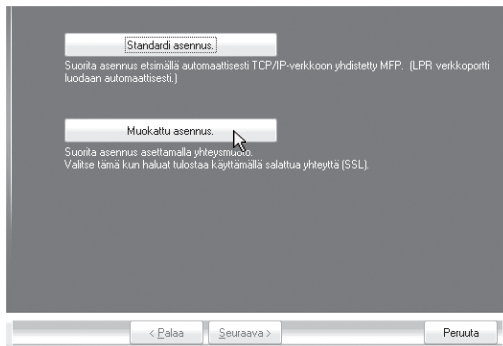 Standardi asennus.
Suorita asennus etsimällä automaattisesti TCP/IP-verkkoon yhdistetty MFP. (LPR verkkoportti
luodaan automaattisesti.)
Muokattu asennus.
Suorita asennus asettamalla yhteysmuoto.
Valitse tämä kun haluat tulostaa käyttämällä salattua yhteyttä (SSL).
< Palaa
Seuraava >
Peruuta